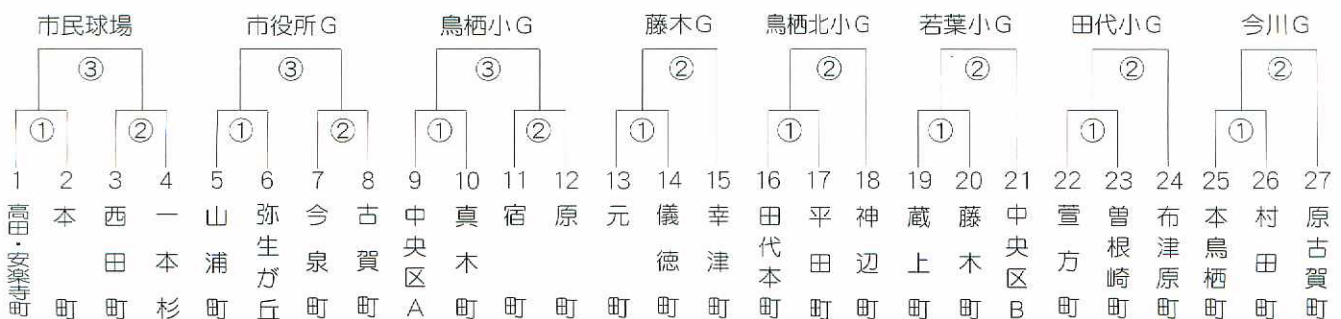 市民球場 市役所G 鳥栖小G 藤木G 鳥栖北小G 若葉小G 田代小G 今川G
③ ③ ③ ② ② ② ② ②
① ② ① ② ① ② ① ① ① ① ①
1 2 3 4 5 6 7 8 9 10 11 12 13 14 15 16 17 18 19 20 21 22 23 24 25 26 27
高田・安楽寺町
本町
西田町
一本杉
山浦町
弥生が丘
今泉町
古賀町
中央区A
真木町
宿町
原町
元町
儀徳町
幸津町
田代本町
平田町
神辺町
蔵上町
藤木町
中央区B
萱方町
曽根崎町
布津原町
本鳥栖町
村田町
原古賀町